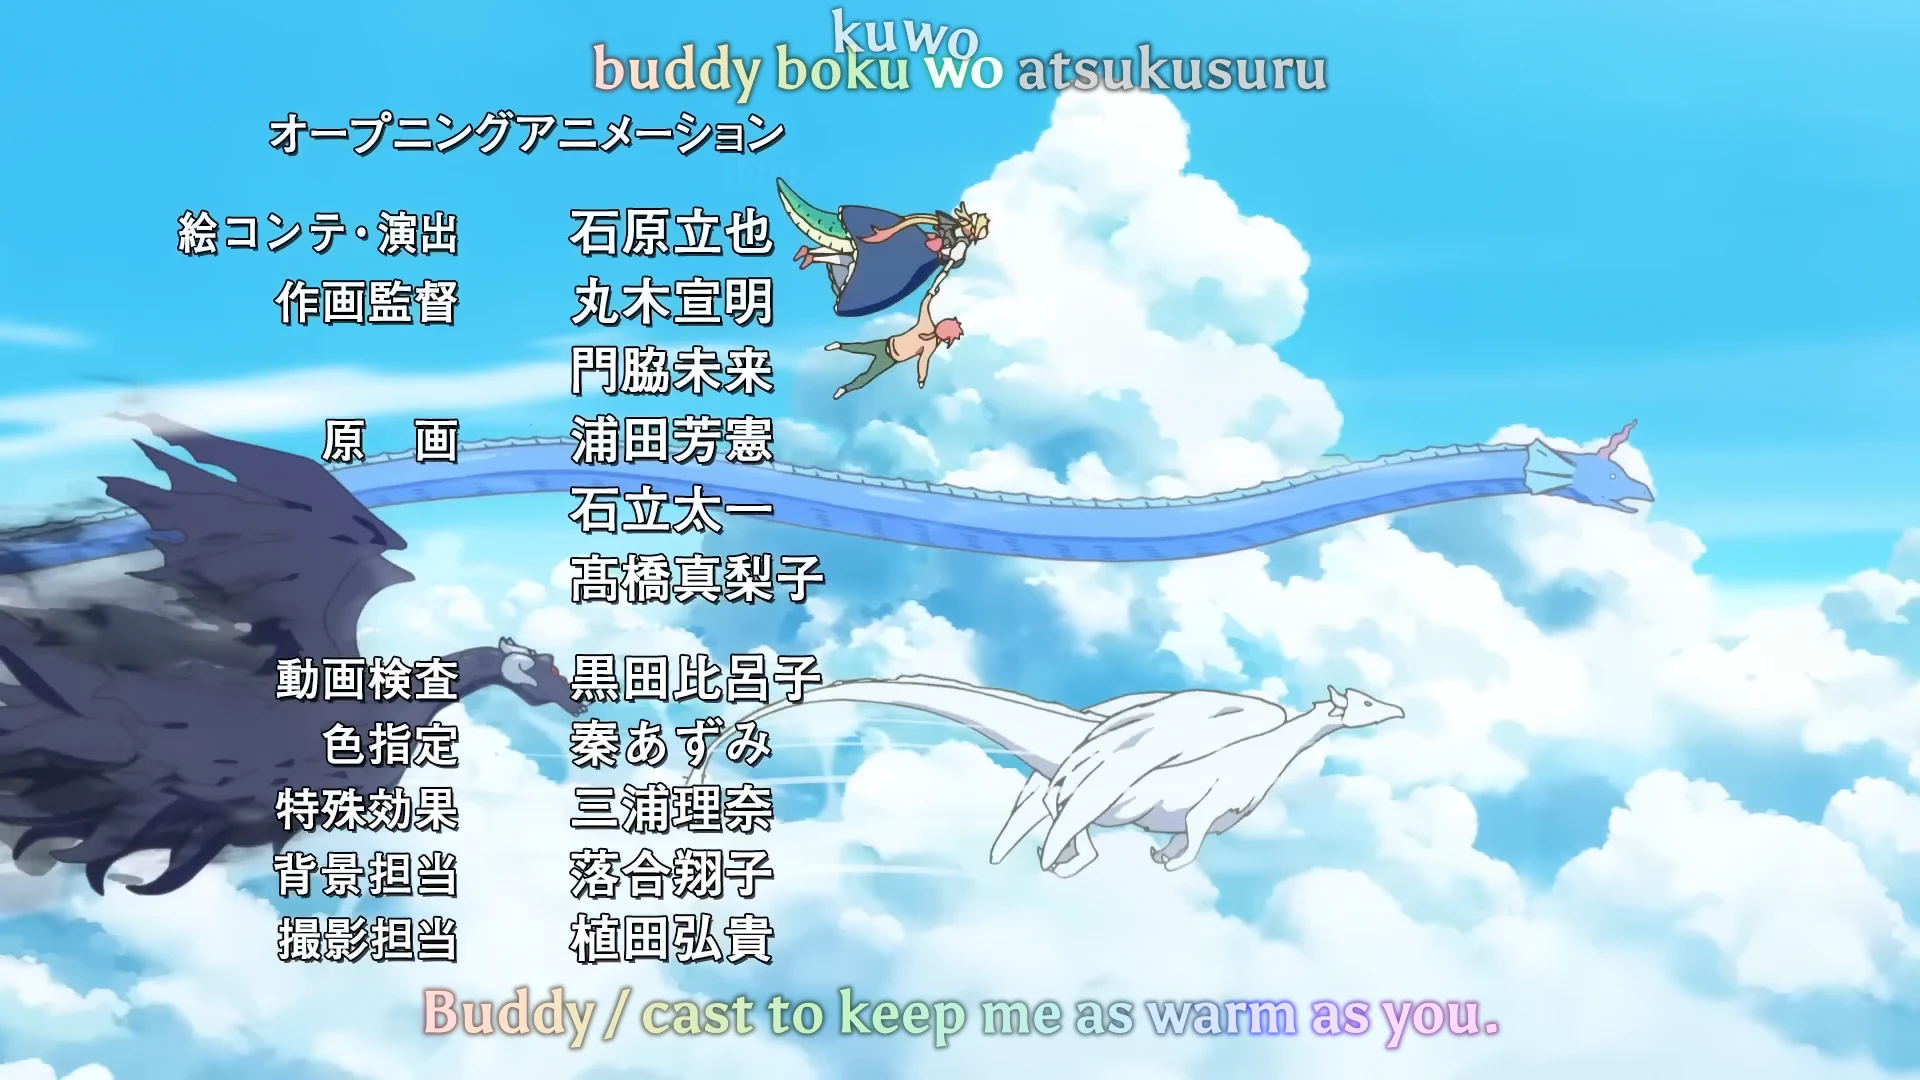 kuwo
buddy boku wo atsukusuru
オープニングアニメーション
絵コンテ・演出 石原立也
作画監督 丸木宣明
門脇未来
原 画 浦田芳憲
石立太一
髙橋真梨子
動画検査 黒田比呂子
色指定 秦あずみ
特殊効果 三浦理奈
背景担当 落合翔子
撮影担当 植田弘貴
Buddy / cast to keep me as warm as you.